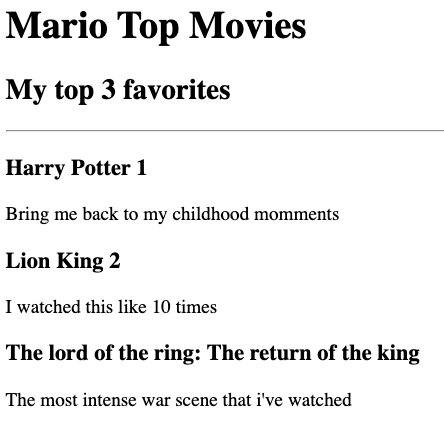 Mario Top Movies
My top 3 favorites
Harry Potter 1
Bring me back to my childhood momments
Lion King 2
I watched this like 10 times
The lord of the ring: The return of the king
The most intense war scene that i've watched